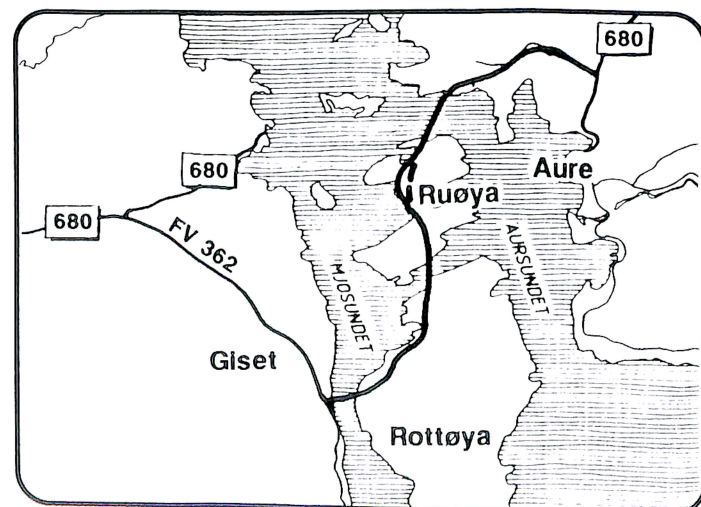 680
680
Aure
Ruøya
680
FV 362
AURSUNDET
MJOSUNDET
Giset
Rottøya